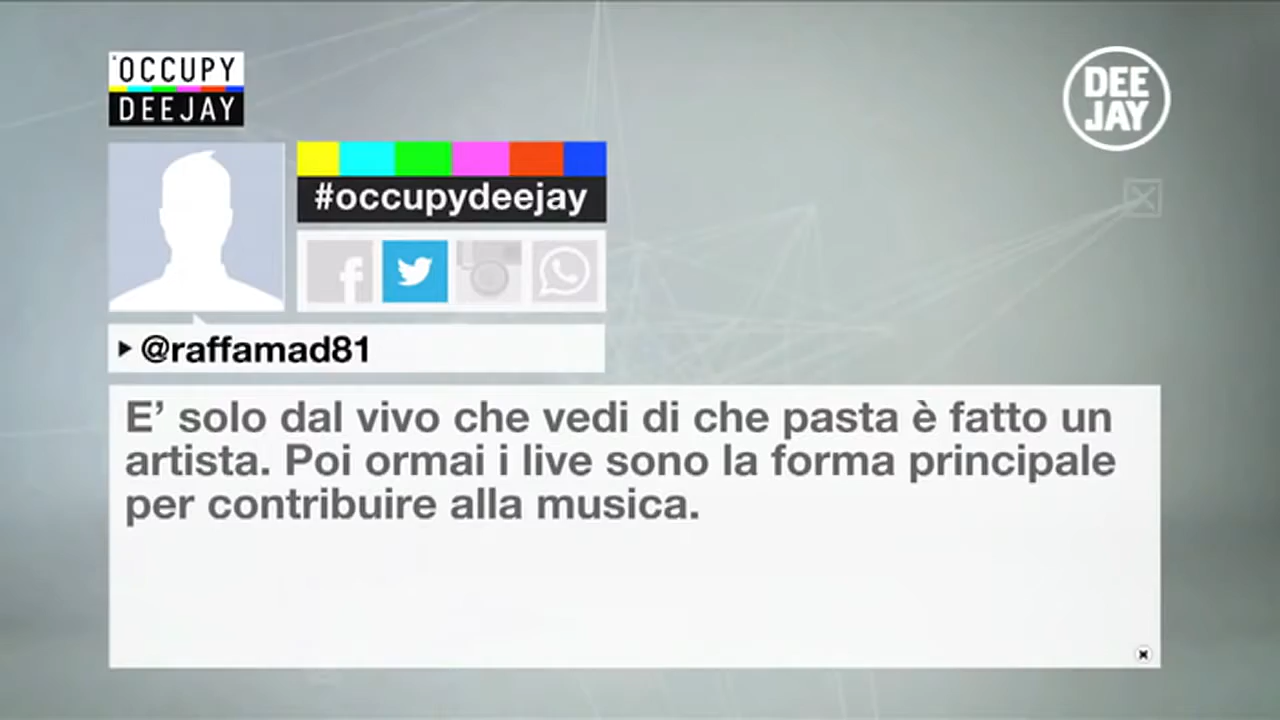 OCCUPY
DEEJAY
DEE
JAY
#occupydeejay
@raffamad81
E’ solo dal vivo che vedi di che pasta è fatto un
artista. Poi ormai i live sono la forma principale
per contribuire alla musica.